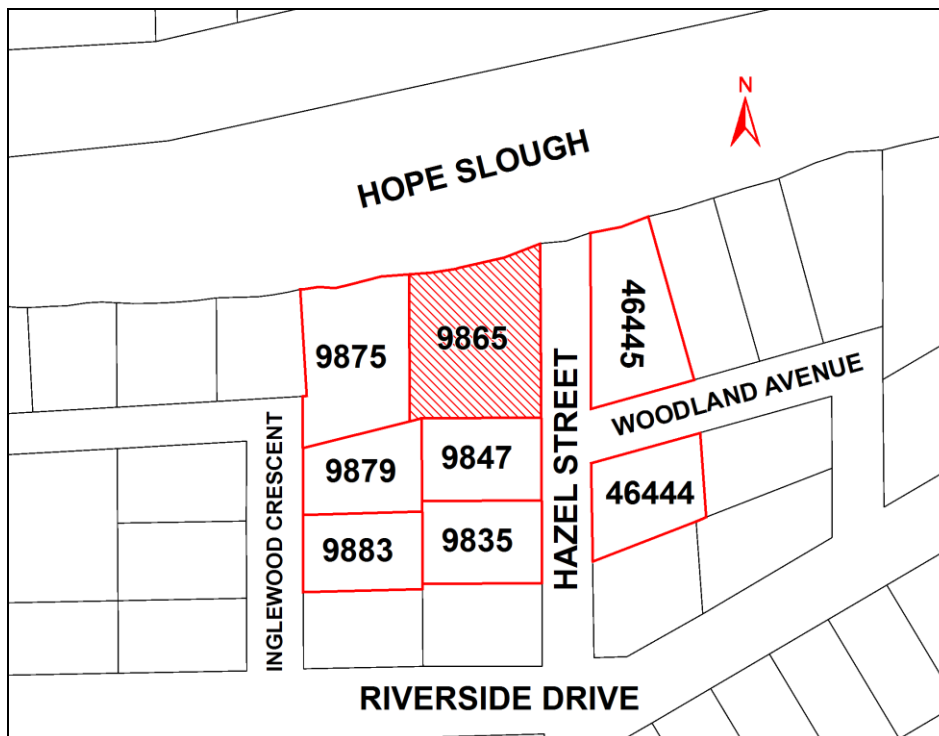 N
HOPE SLOUGH
9875
9865
46445
HAZEL STREET
WOODLAND AVENUE
INGLEWOOD CRESCENT
9879
9847
46444
9883
9835
RIVERSIDE DRIVE